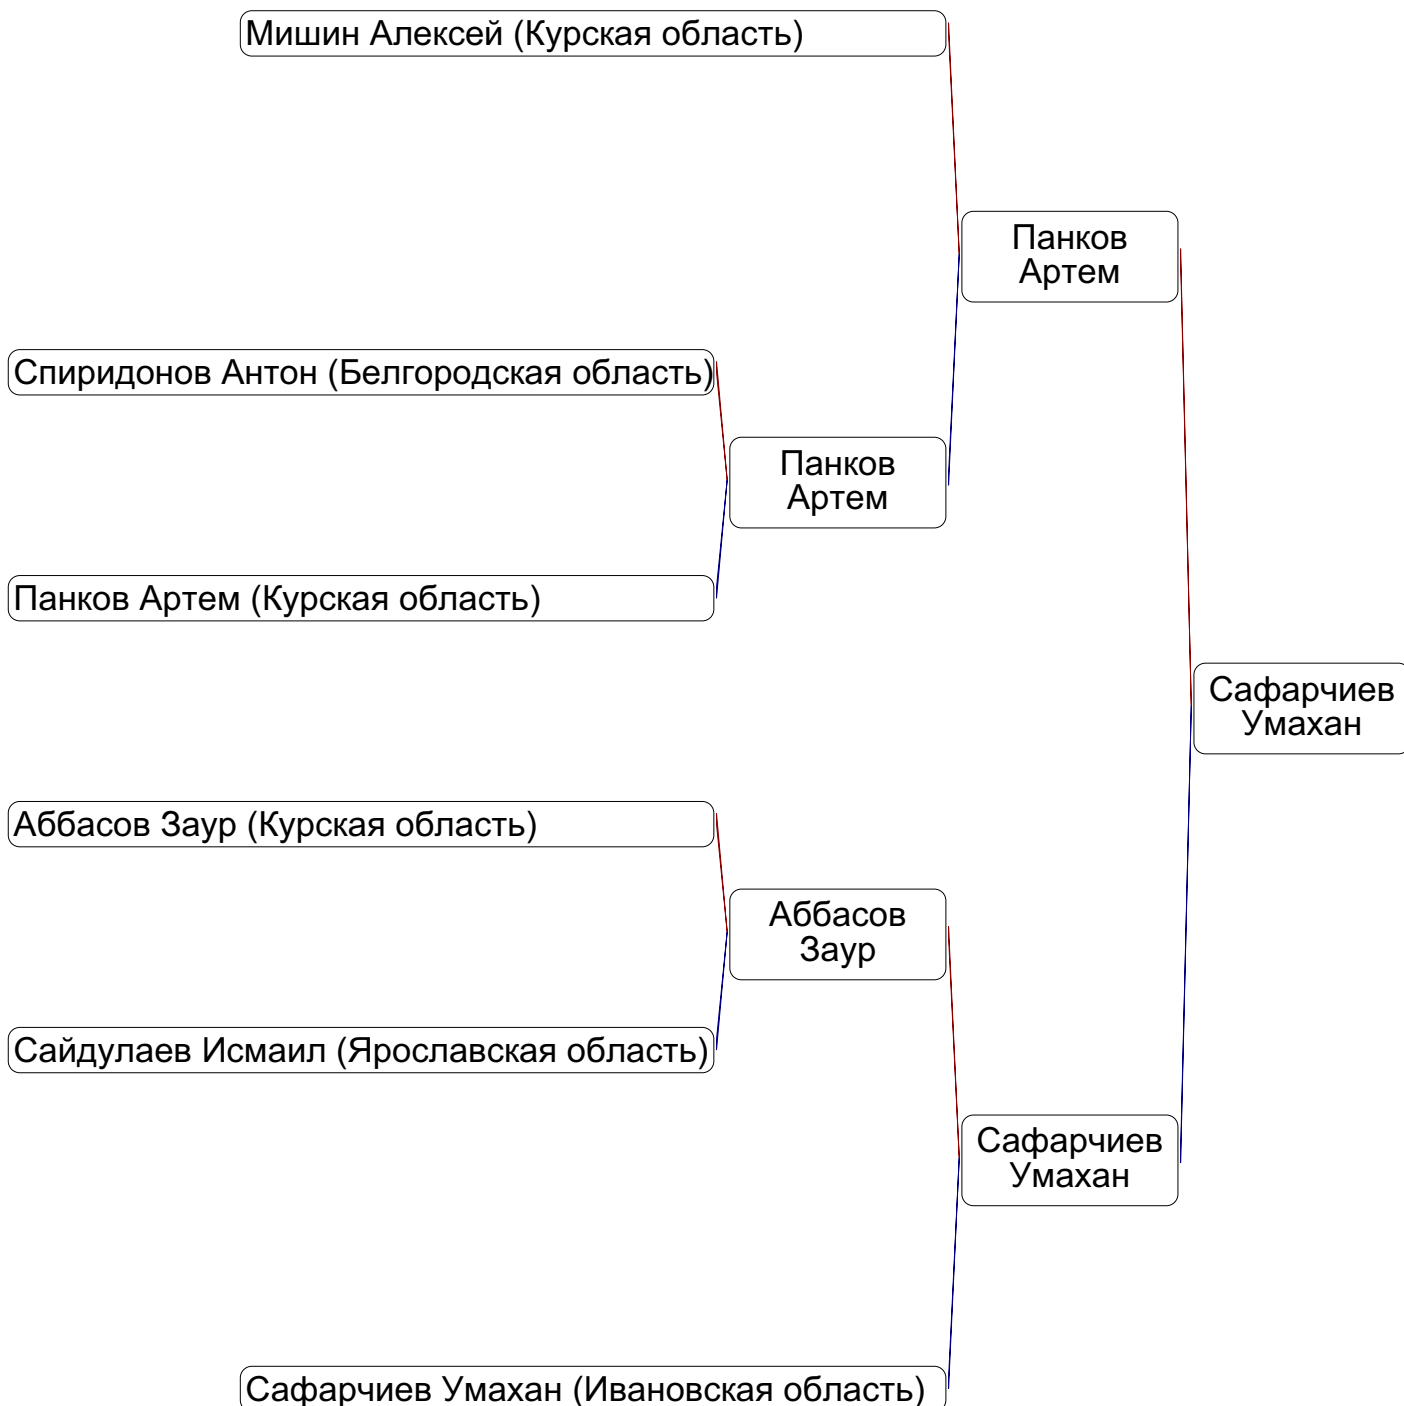 Мишин Алексей (Курская область)
Панков
Артем
Спиридонов Антон (Белгородская область)
Панков
Артем
Панков Артем (Курская область)
Сафарчиев
Умахан
Аббасов Заур (Курская область)
Аббасов
Заур
Сайдулаев Исмаил (Ярославская область)
Сафарчиев
Умахан
Сафарчиев Умахан (Ивановская область)